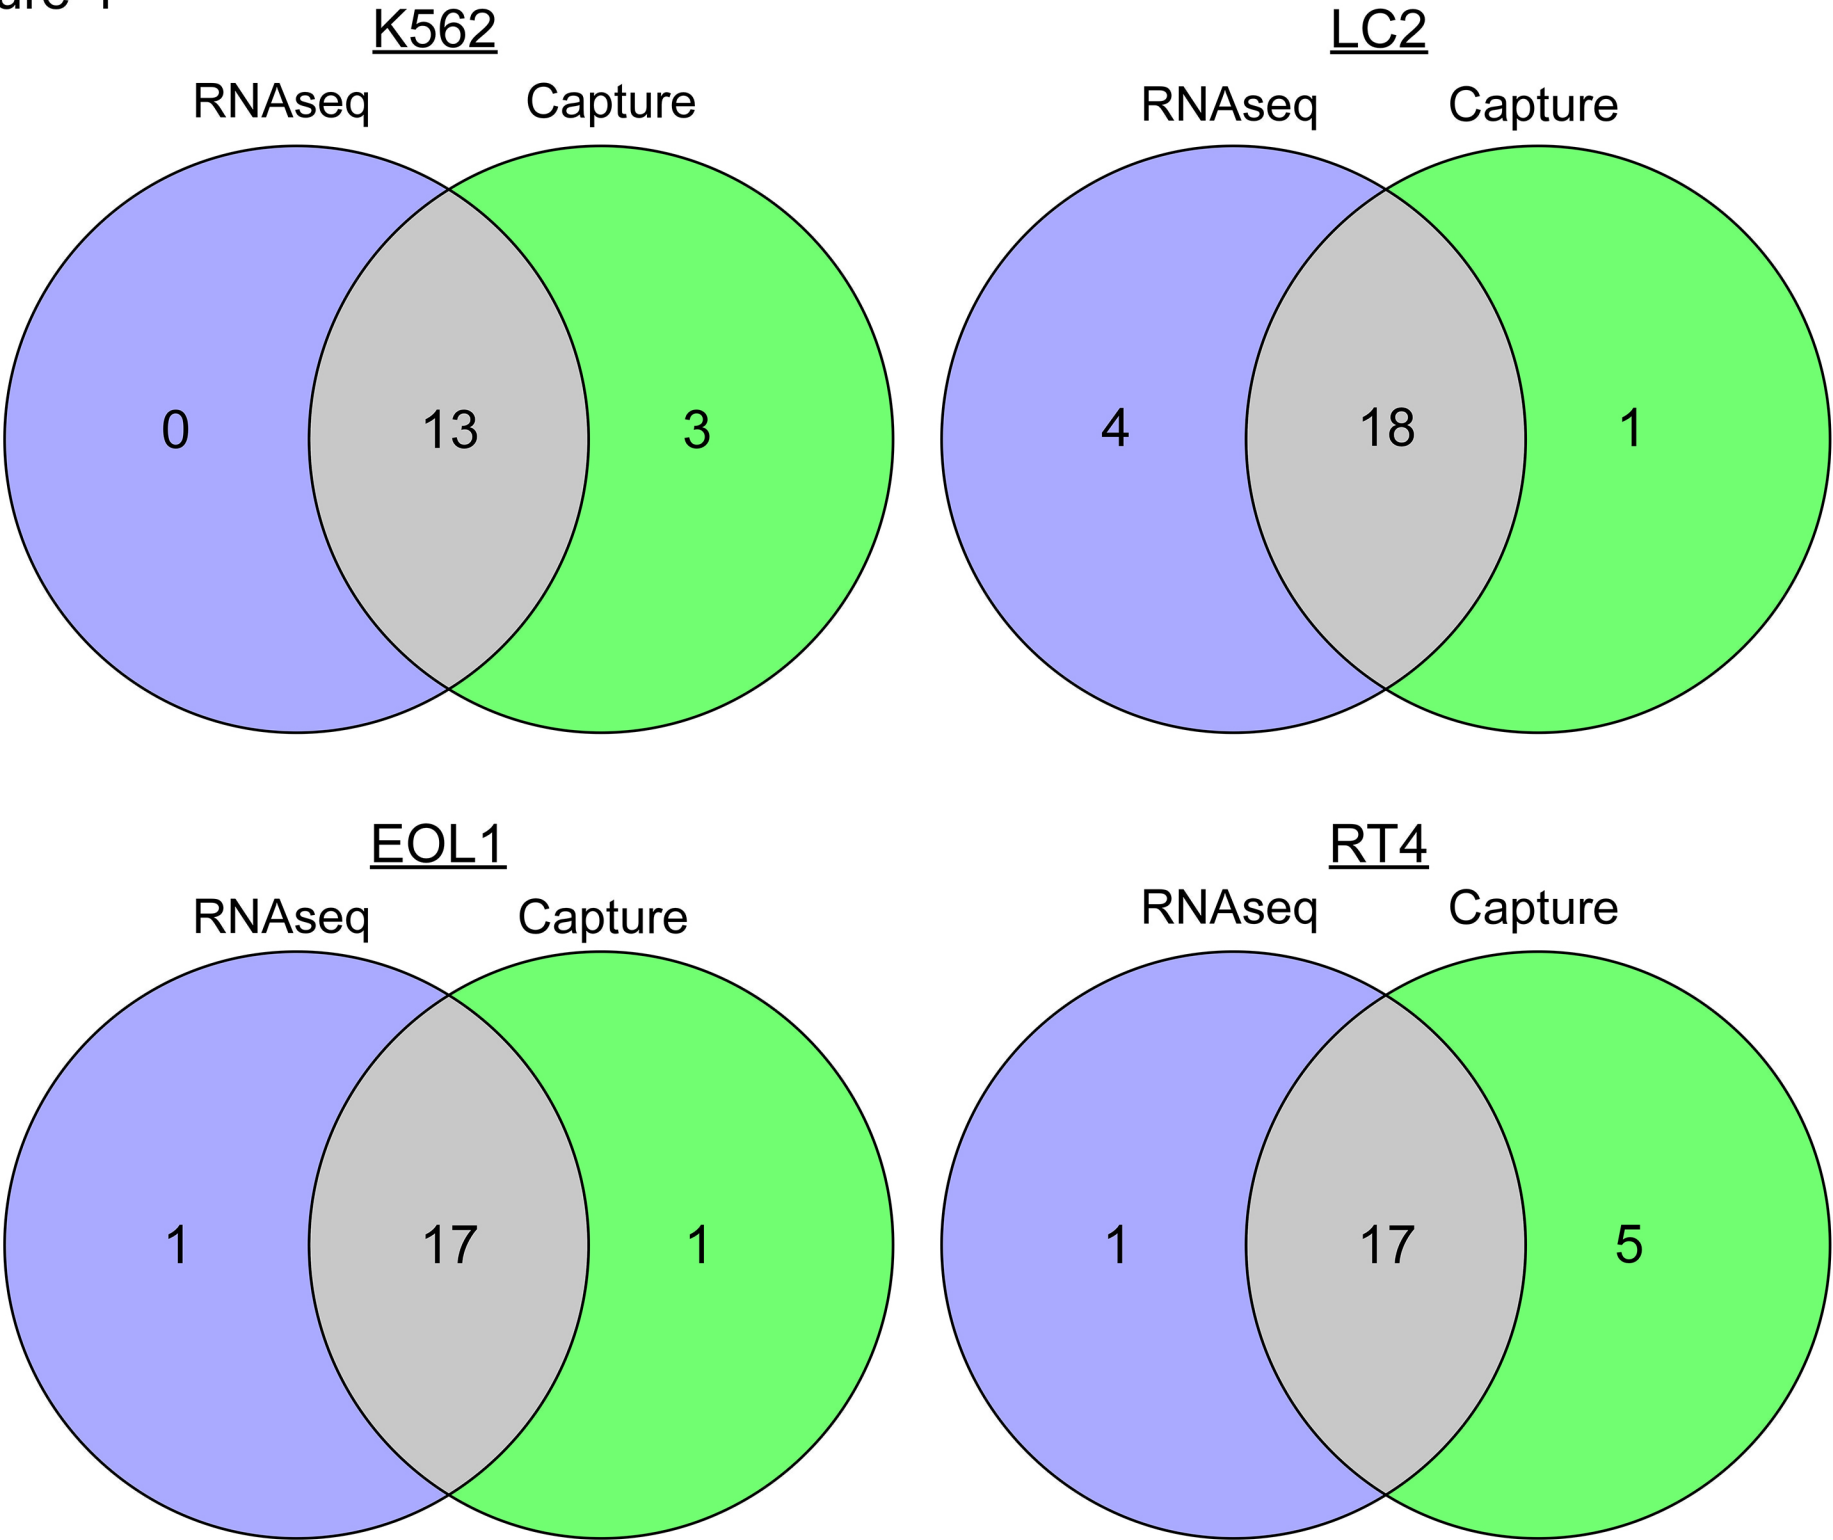 K562
LC2
RNAseq Capture
RNAseq Capture
0 13 3
4 18 1
EOL1
RT4
RNAseq Capture
RNAseq Capture
1 17 1
1 17 5